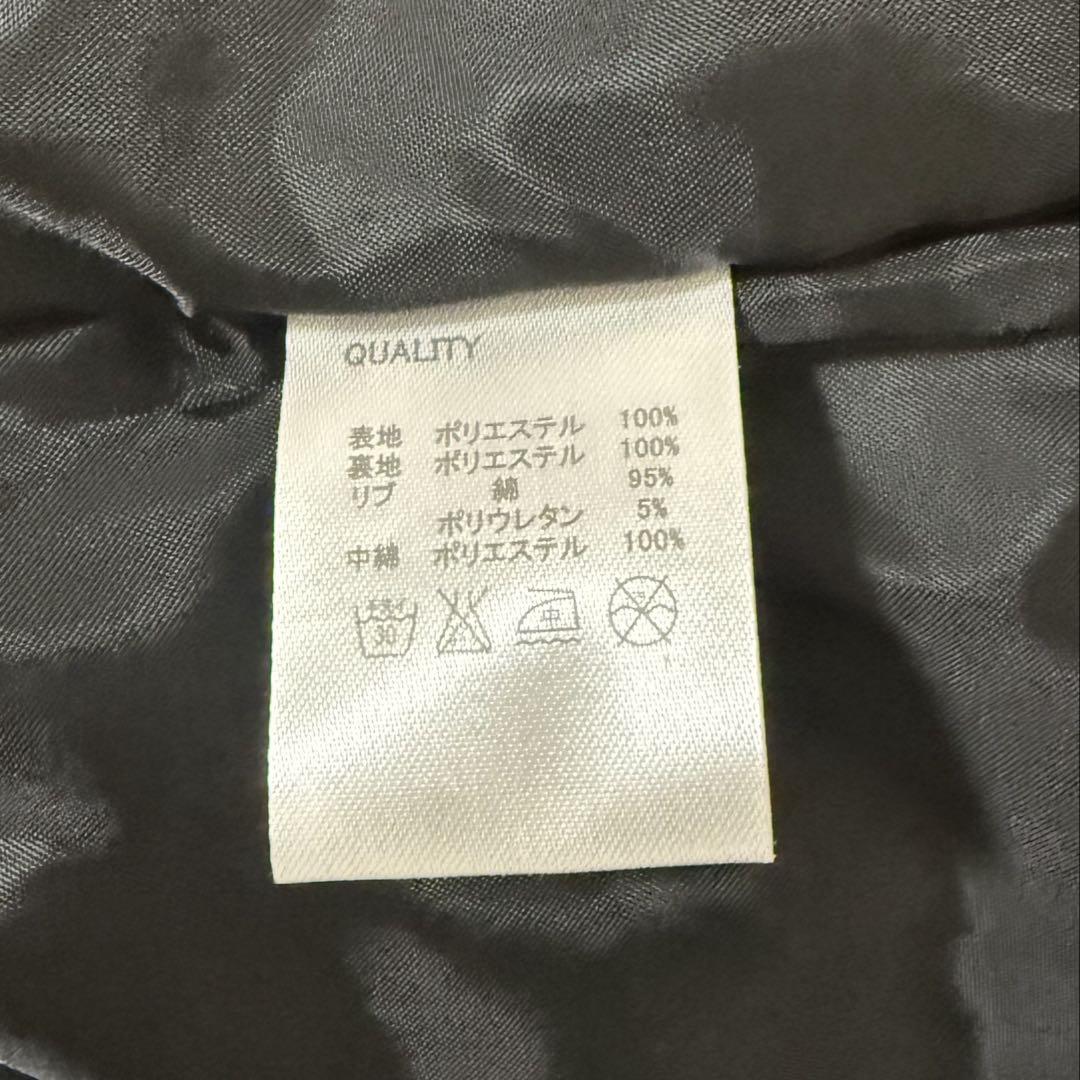 QUALITY
表地 ポリエステル 100%
裏地 ポリエステル 100%
リブ 綿 95%
ポリウレタン 5%
中綿 ポリエステル 100%
30
中